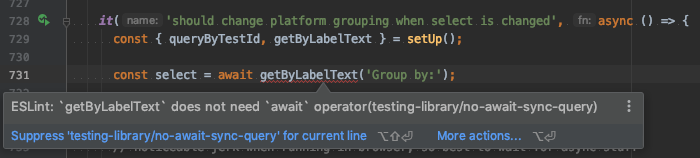 727
728 it( name: 'should change platform grouping when select is changed', fn: async () => {
729 const { queryByTestId, getByLabelText } = setUp();
730
731 const select = await getByLabelText('Group by:');
ESLint: `getByLabelText` does not need `await` operator(testing-library/no-await-sync-query)
Suppress 'testing-library/no-await-sync-query' for current line ⌥⇧⏎ More actions... ⌥⏎